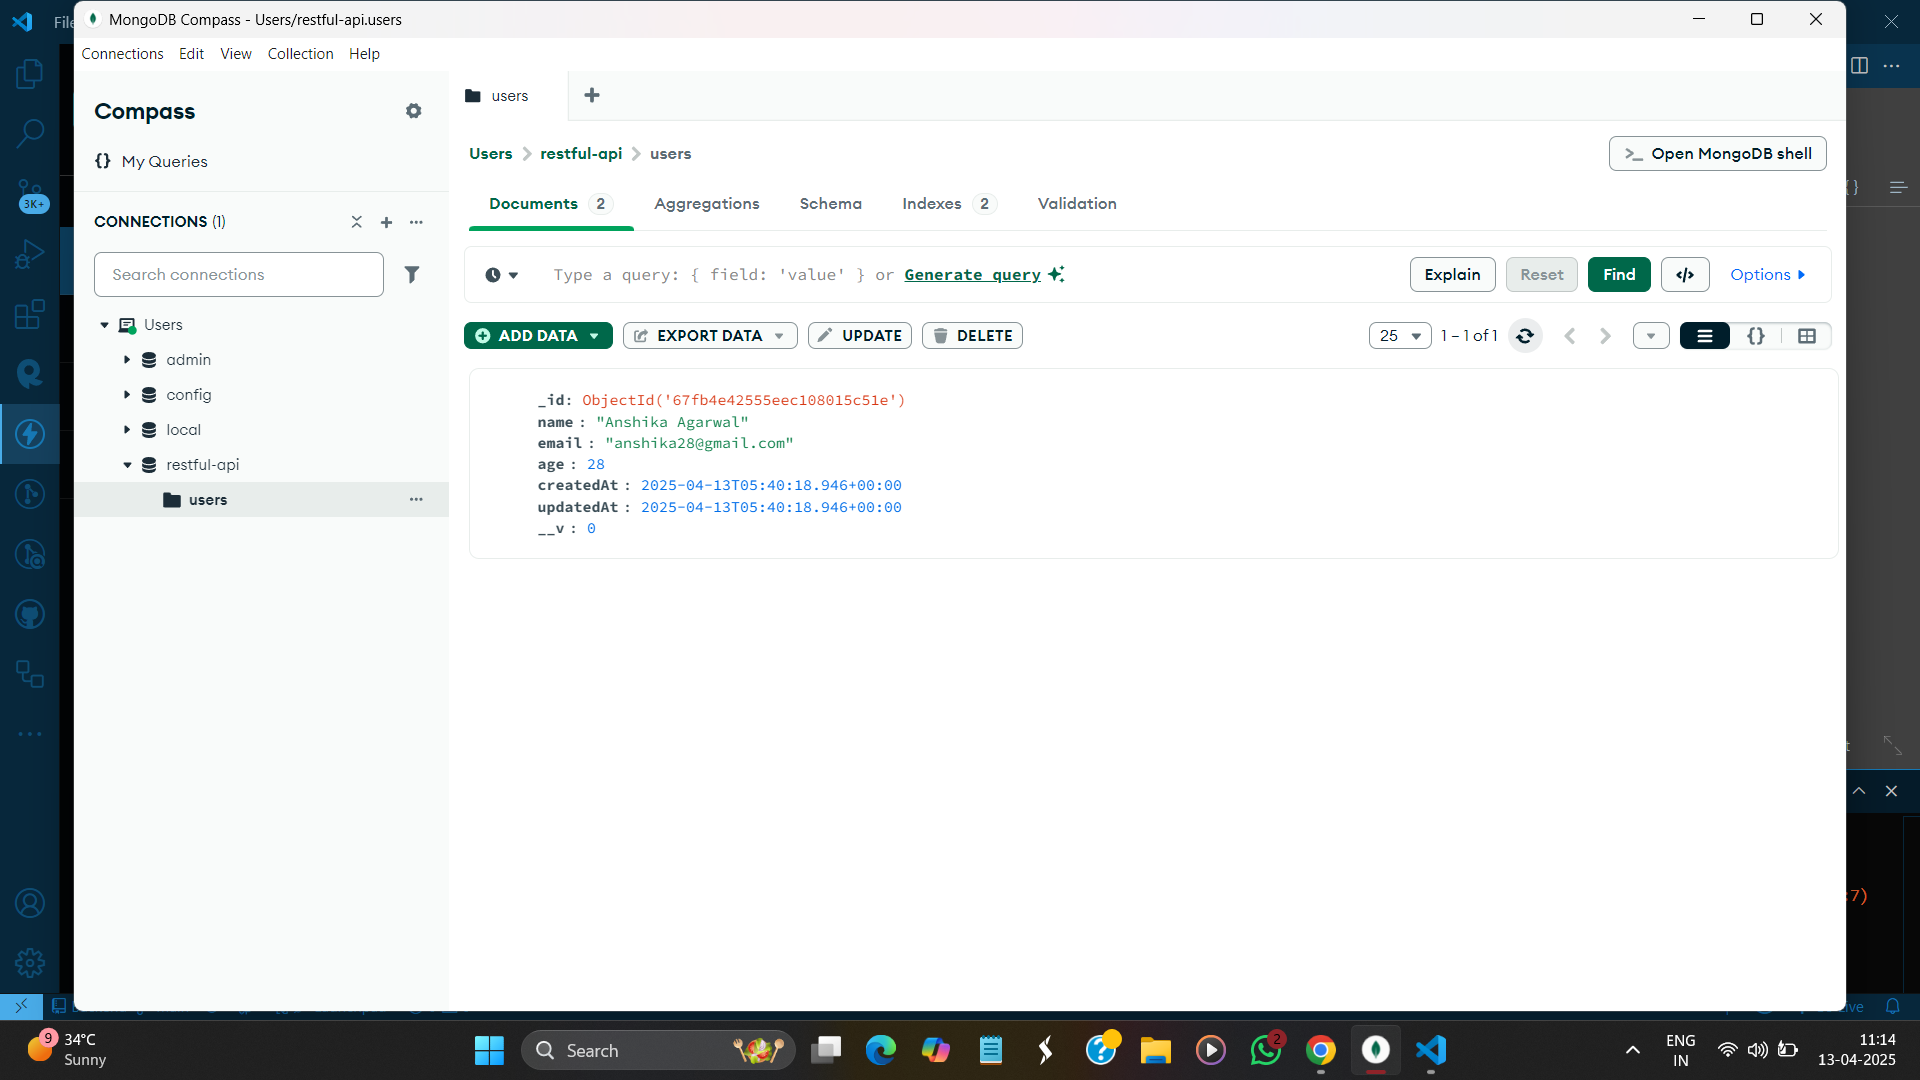 File
MongoDB Compass - Users/restful-api.users
Connections Edit View Collection Help
Compass
{} My Queries
CONNECTIONS (1)
Search connections
Users
admin
config
local
restful-api
users
users
Users > restful-api > users
>_ Open MongoDB shell
Documents 2 Aggregations Schema Indexes 2 Validation
Type a query: { field: 'value' } or Generate query
Explain Reset Find </> Options
ADD DATA EXPORT DATA UPDATE DELETE
25 1 – 1 of 1 {}
_id: ObjectId('67fb4e42555eec108015c51e')
name : "Anshika Agarwal"
email : "anshika28@gmail.com"
age : 28
createdAt : 2025-04-13T05:40:18.946+00:00
updatedAt : 2025-04-13T05:40:18.946+00:00
__v : 0
3K+
:7)
9
34°C
Sunny
Search
2
ENG
IN
11:14
13-04-2025